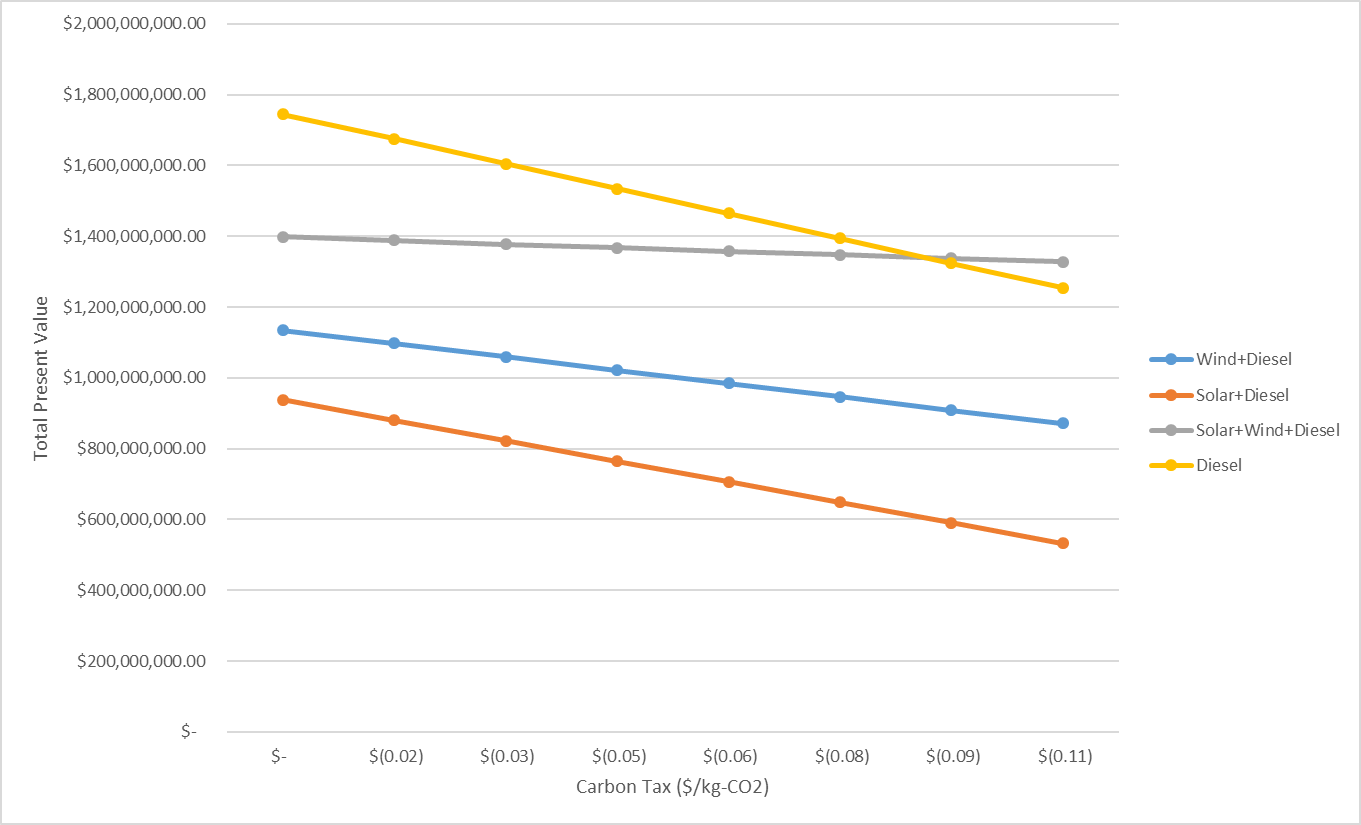 $2,000,000,000.00
$1,800,000,000.00
$1,600,000,000.00
$1,400,000,000.00
$1,200,000,000.00
$1,000,000,000.00
$800,000,000.00
$600,000,000.00
$400,000,000.00
$200,000,000.00
$-
Total Present Value
$- $(0.02) $(0.03) $(0.05) $(0.06) $(0.08) $(0.09) $(0.11)
Carbon Tax ($/kg-CO2)
Wind+Diesel
Solar+Diesel
Solar+Wind+Diesel
Diesel